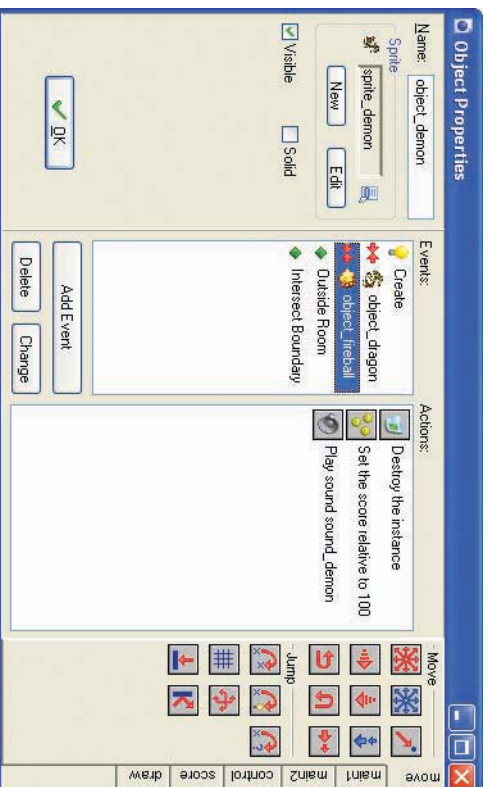 Object Properties
Name: object_demon
Sprite
sprite_demon
New Edit
Visible Solid
OK
Events:
Create
object_dragon
object_fireball
Outside Room
Intersect Boundary
Add Event
Delete Change
Actions:
Destroy the instance
Set the score relative to 100
Play sound sound_demon
Move
Jump
move
main1
main2
control
score
draw